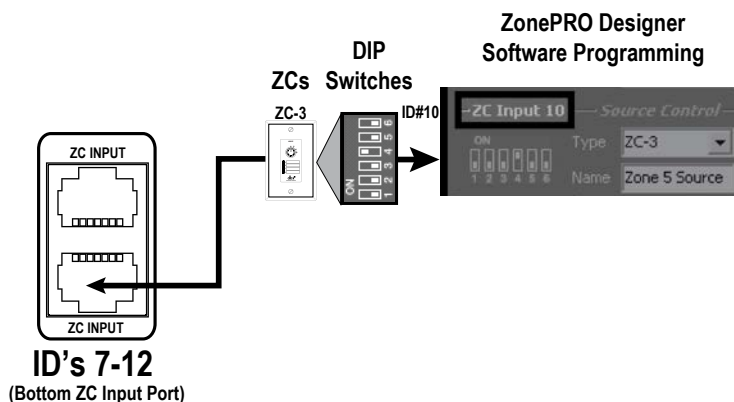 ZonePRO Designer
Software Programming
DIP
Switches
ZCs
ZC-3
ID#10
ON
1 2 3 4 5 6
ZC Input 10
Source Control
ON
1 2 3 4 5 6
Type
ZC-3
Name
Zone 5 Source
ZC INPUT
ZC INPUT
ID's 7-12
(Bottom ZC Input Port)